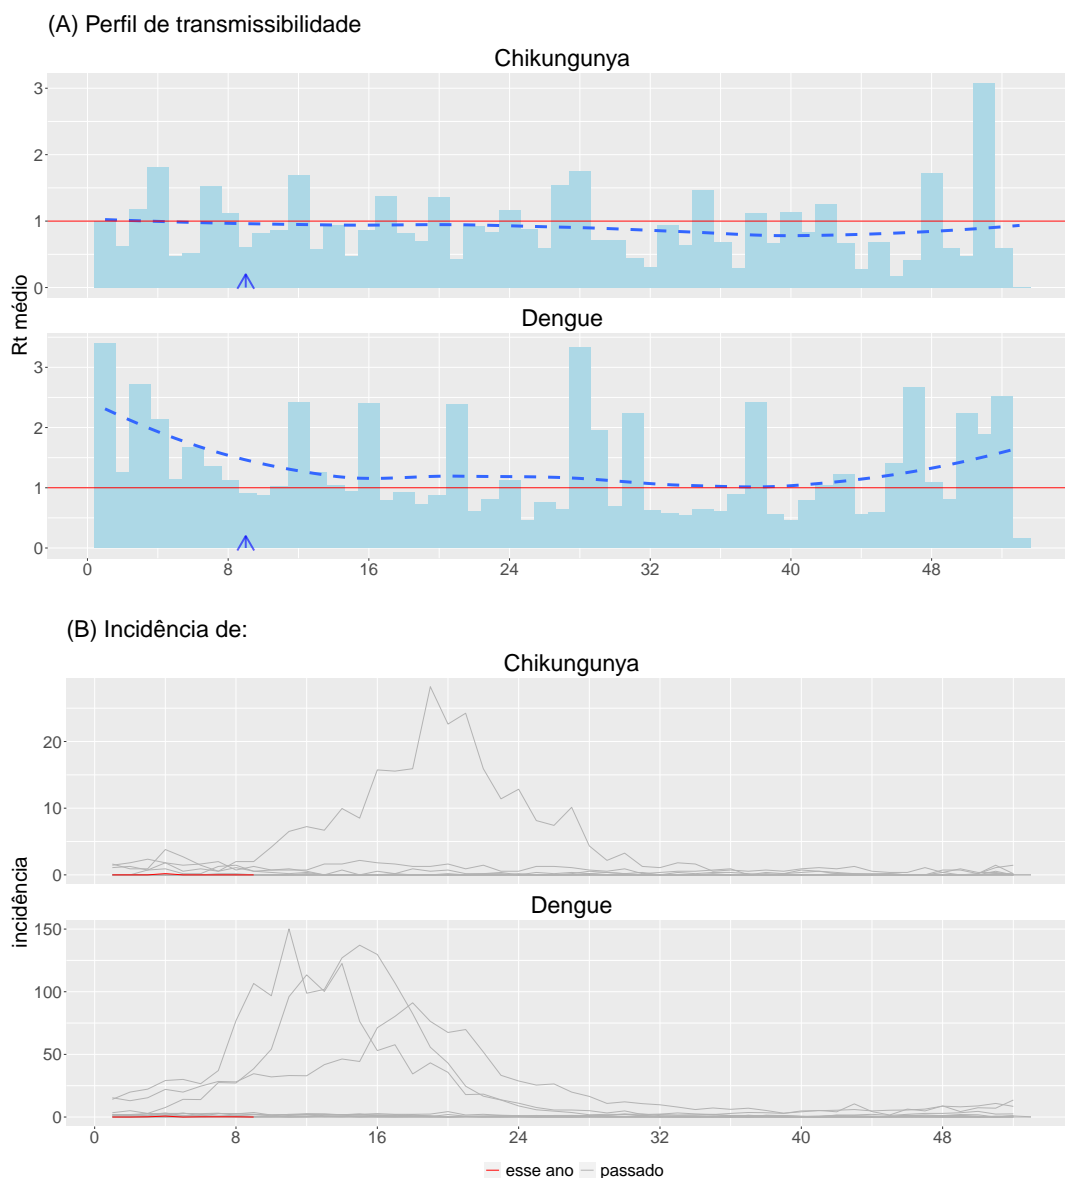 (A) Perfil de transmissibilidade
Chikungunya
3
2
1
0
Rt médio
Dengue
3
2
1
0
0 8 16 24 32 40 48
(B) Incidência de:
Chikungunya
20
10
0
incidência
Dengue
150
100
50
0
0 8 16 24 32 40 48
esse ano passado